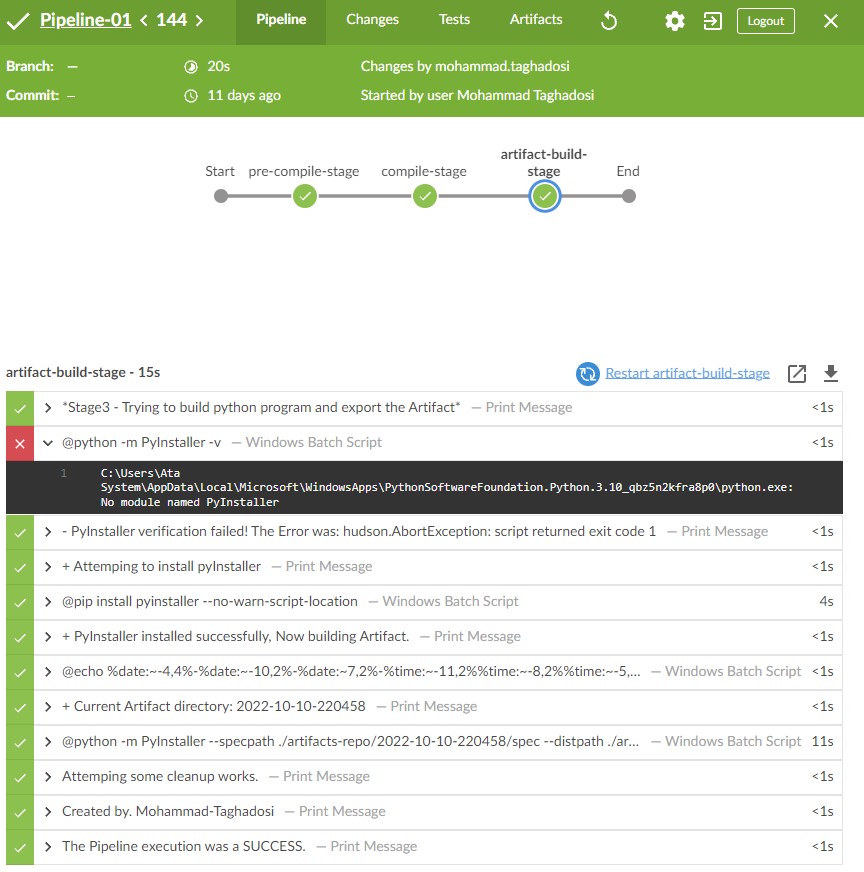 Pipeline-01 < 144 > Pipeline Changes Tests Artifacts Logout
Branch: — 20s Changes by mohammad.taghadosi
Commit: – 11 days ago Started by user Mohammad Taghadosi
artifact-build-
Start pre-compile-stage compile-stage stage End
artifact-build-stage - 15s Restart artifact-build-stage
*Stage3 - Trying to build python program and export the Artifact* — Print Message <1s
@python -m PyInstaller -v — Windows Batch Script <1s
1 C:\Users\Ata
System\AppData\Local\Microsoft\WindowsApps\PythonSoftwareFoundation.Python.3.10_qbz5n2kfra8p0\python.exe:
No module named PyInstaller
- PyInstaller verification failed! The Error was: hudson.AbortException: script returned exit code 1 — Print Message <1s
+ Attemping to install pyInstaller — Print Message <1s
@pip install pyinstaller --no-warn-script-location — Windows Batch Script 4s
+ PyInstaller installed successfully, Now building Artifact. — Print Message <1s
@echo %date:~-4,4%-%date:~-10,2%-%date:~7,2%-%time:~-11,2%%time:~-8,2%%time:~-5,... — Windows Batch Script <1s
+ Current Artifact directory: 2022-10-10-220458 — Print Message <1s
@python -m PyInstaller --specpath ./artifacts-repo/2022-10-10-220458/spec --distpath ./ar... — Windows Batch Script 11s
Attemping some cleanup works. — Print Message <1s
Created by. Mohammad-Taghadosi — Print Message <1s
The Pipeline execution was a SUCCESS. — Print Message <1s